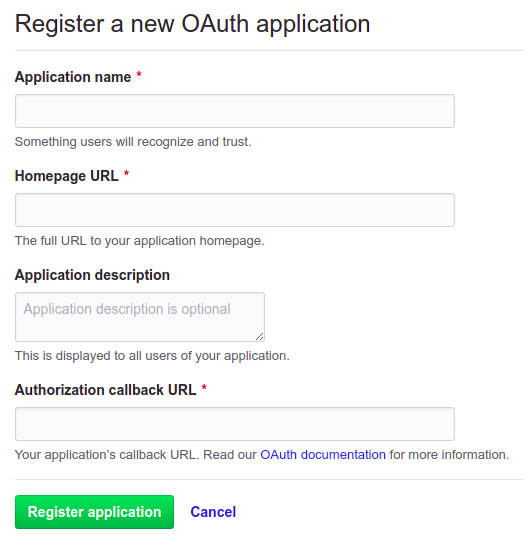 Register a new OAuth application
Application name *
Something users will recognize and trust.
Homepage URL *
The full URL to your application homepage.
Application description
Application description is optional
This is displayed to all users of your application.
Authorization callback URL *
Your application’s callback URL. Read our OAuth documentation for more information.
Register application Cancel